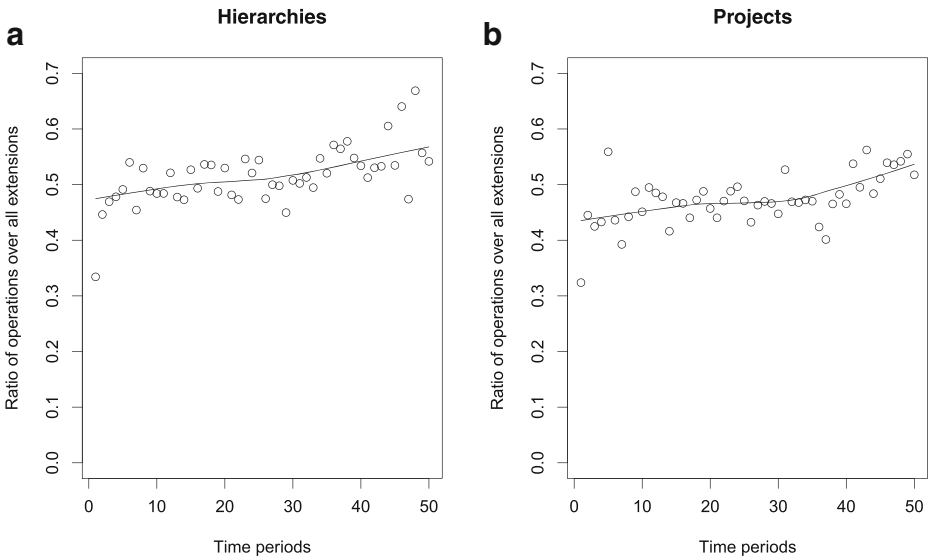 a
Hierarchies
Ratio of operations over all extensions
0.7
0.6
0.5
0.4
0.3
0.2
0.1
0.0
0 10 20 30 40 50
Time periods
b
Projects
Ratio of operations over all extensions
0.7
0.6
0.5
0.4
0.3
0.2
0.1
0.0
0 10 20 30 40 50
Time periods